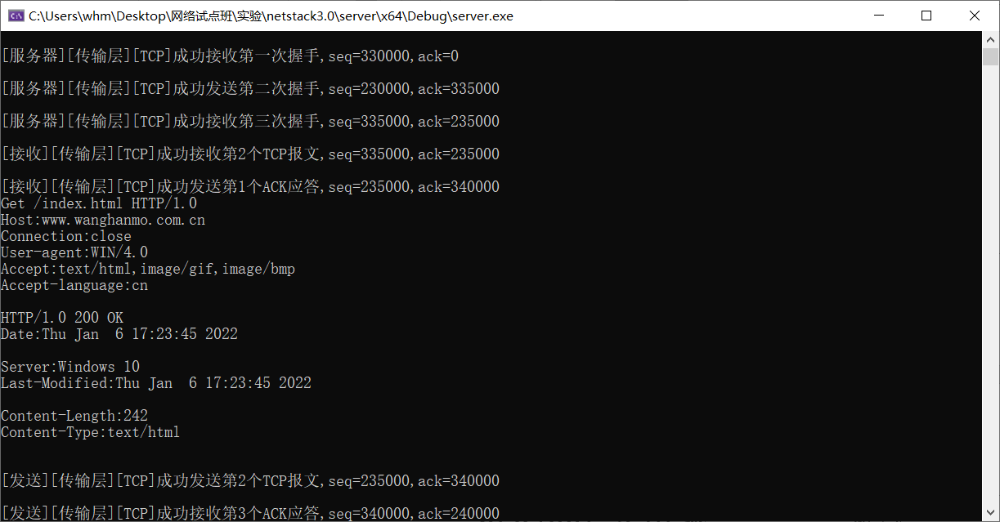 C:\Users\whm\Desktop\网络试点班\实验\netstack3.0\server\x64\Debug\server.exe
[服务器][传输层][TCP]成功接收第一次握手,seq=330000,ack=0
[服务器][传输层][TCP]成功发送第二次握手,seq=230000,ack=335000
[服务器][传输层][TCP]成功接收第三次握手,seq=335000,ack=235000
[接收][传输层][TCP]成功接收第2个TCP报文,seq=335000,ack=235000
[接收][传输层][TCP]成功发送第1个ACK应答,seq=235000,ack=340000
Get /index.html HTTP/1.0
Host:www.wanghanmo.com.cn
Connection:close
User-agent:WIN/4.0
Accept:text/html,image/gif,image/bmp
Accept-language:cn
HTTP/1.0 200 OK
Date:Thu Jan  6 17:23:45 2022
Server:Windows 10
Last-Modified:Thu Jan  6 17:23:45 2022
Content-Length:242
Content-Type:text/html
[发送][传输层][TCP]成功发送第2个TCP报文,seq=235000,ack=340000
[发送][传输层][TCP]成功接收第3个ACK应答,seq=340000,ack=240000